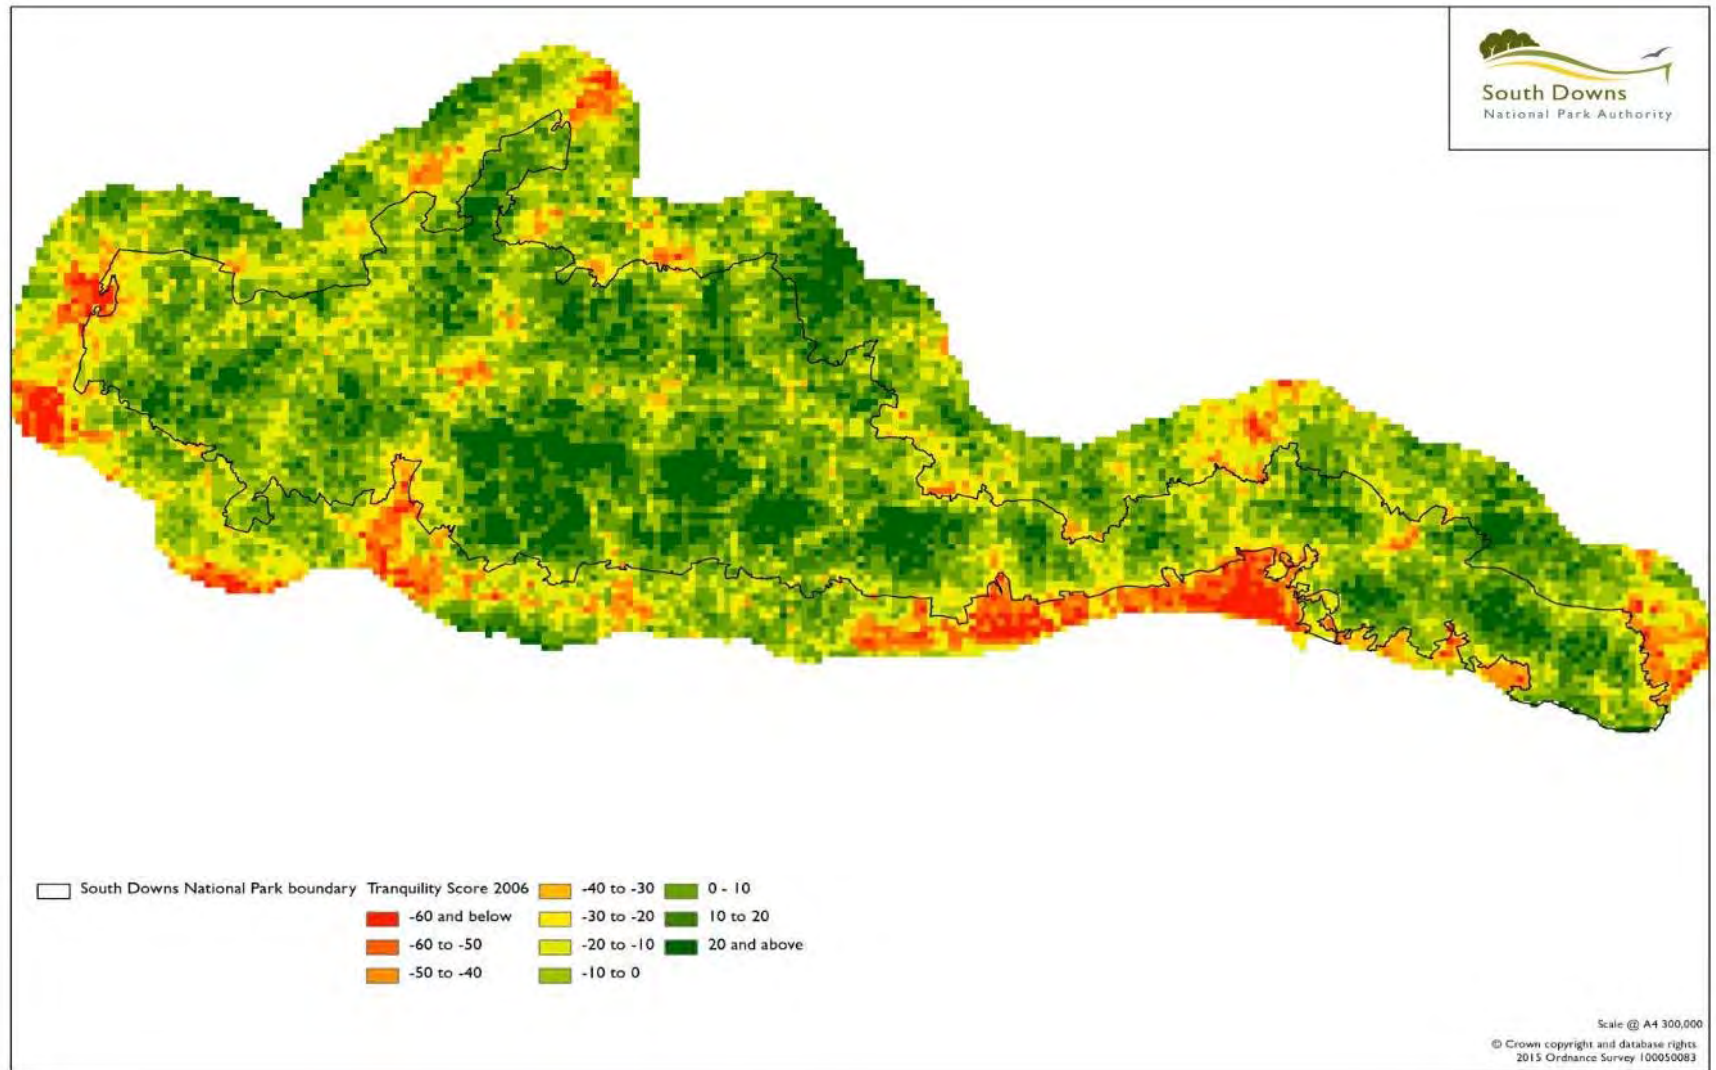 South Downs
National Park Authority
South Downs National Park boundary
Tranquility Score 2006
-60 and below
-60 to -50
-50 to -40
-40 to -30
-30 to -20
-20 to -10
-10 to 0
0 - 10
10 to 20
20 and above
Scale @ A4 300,000
© Crown copyright and database rights
2015 Ordnance Survey 100050083